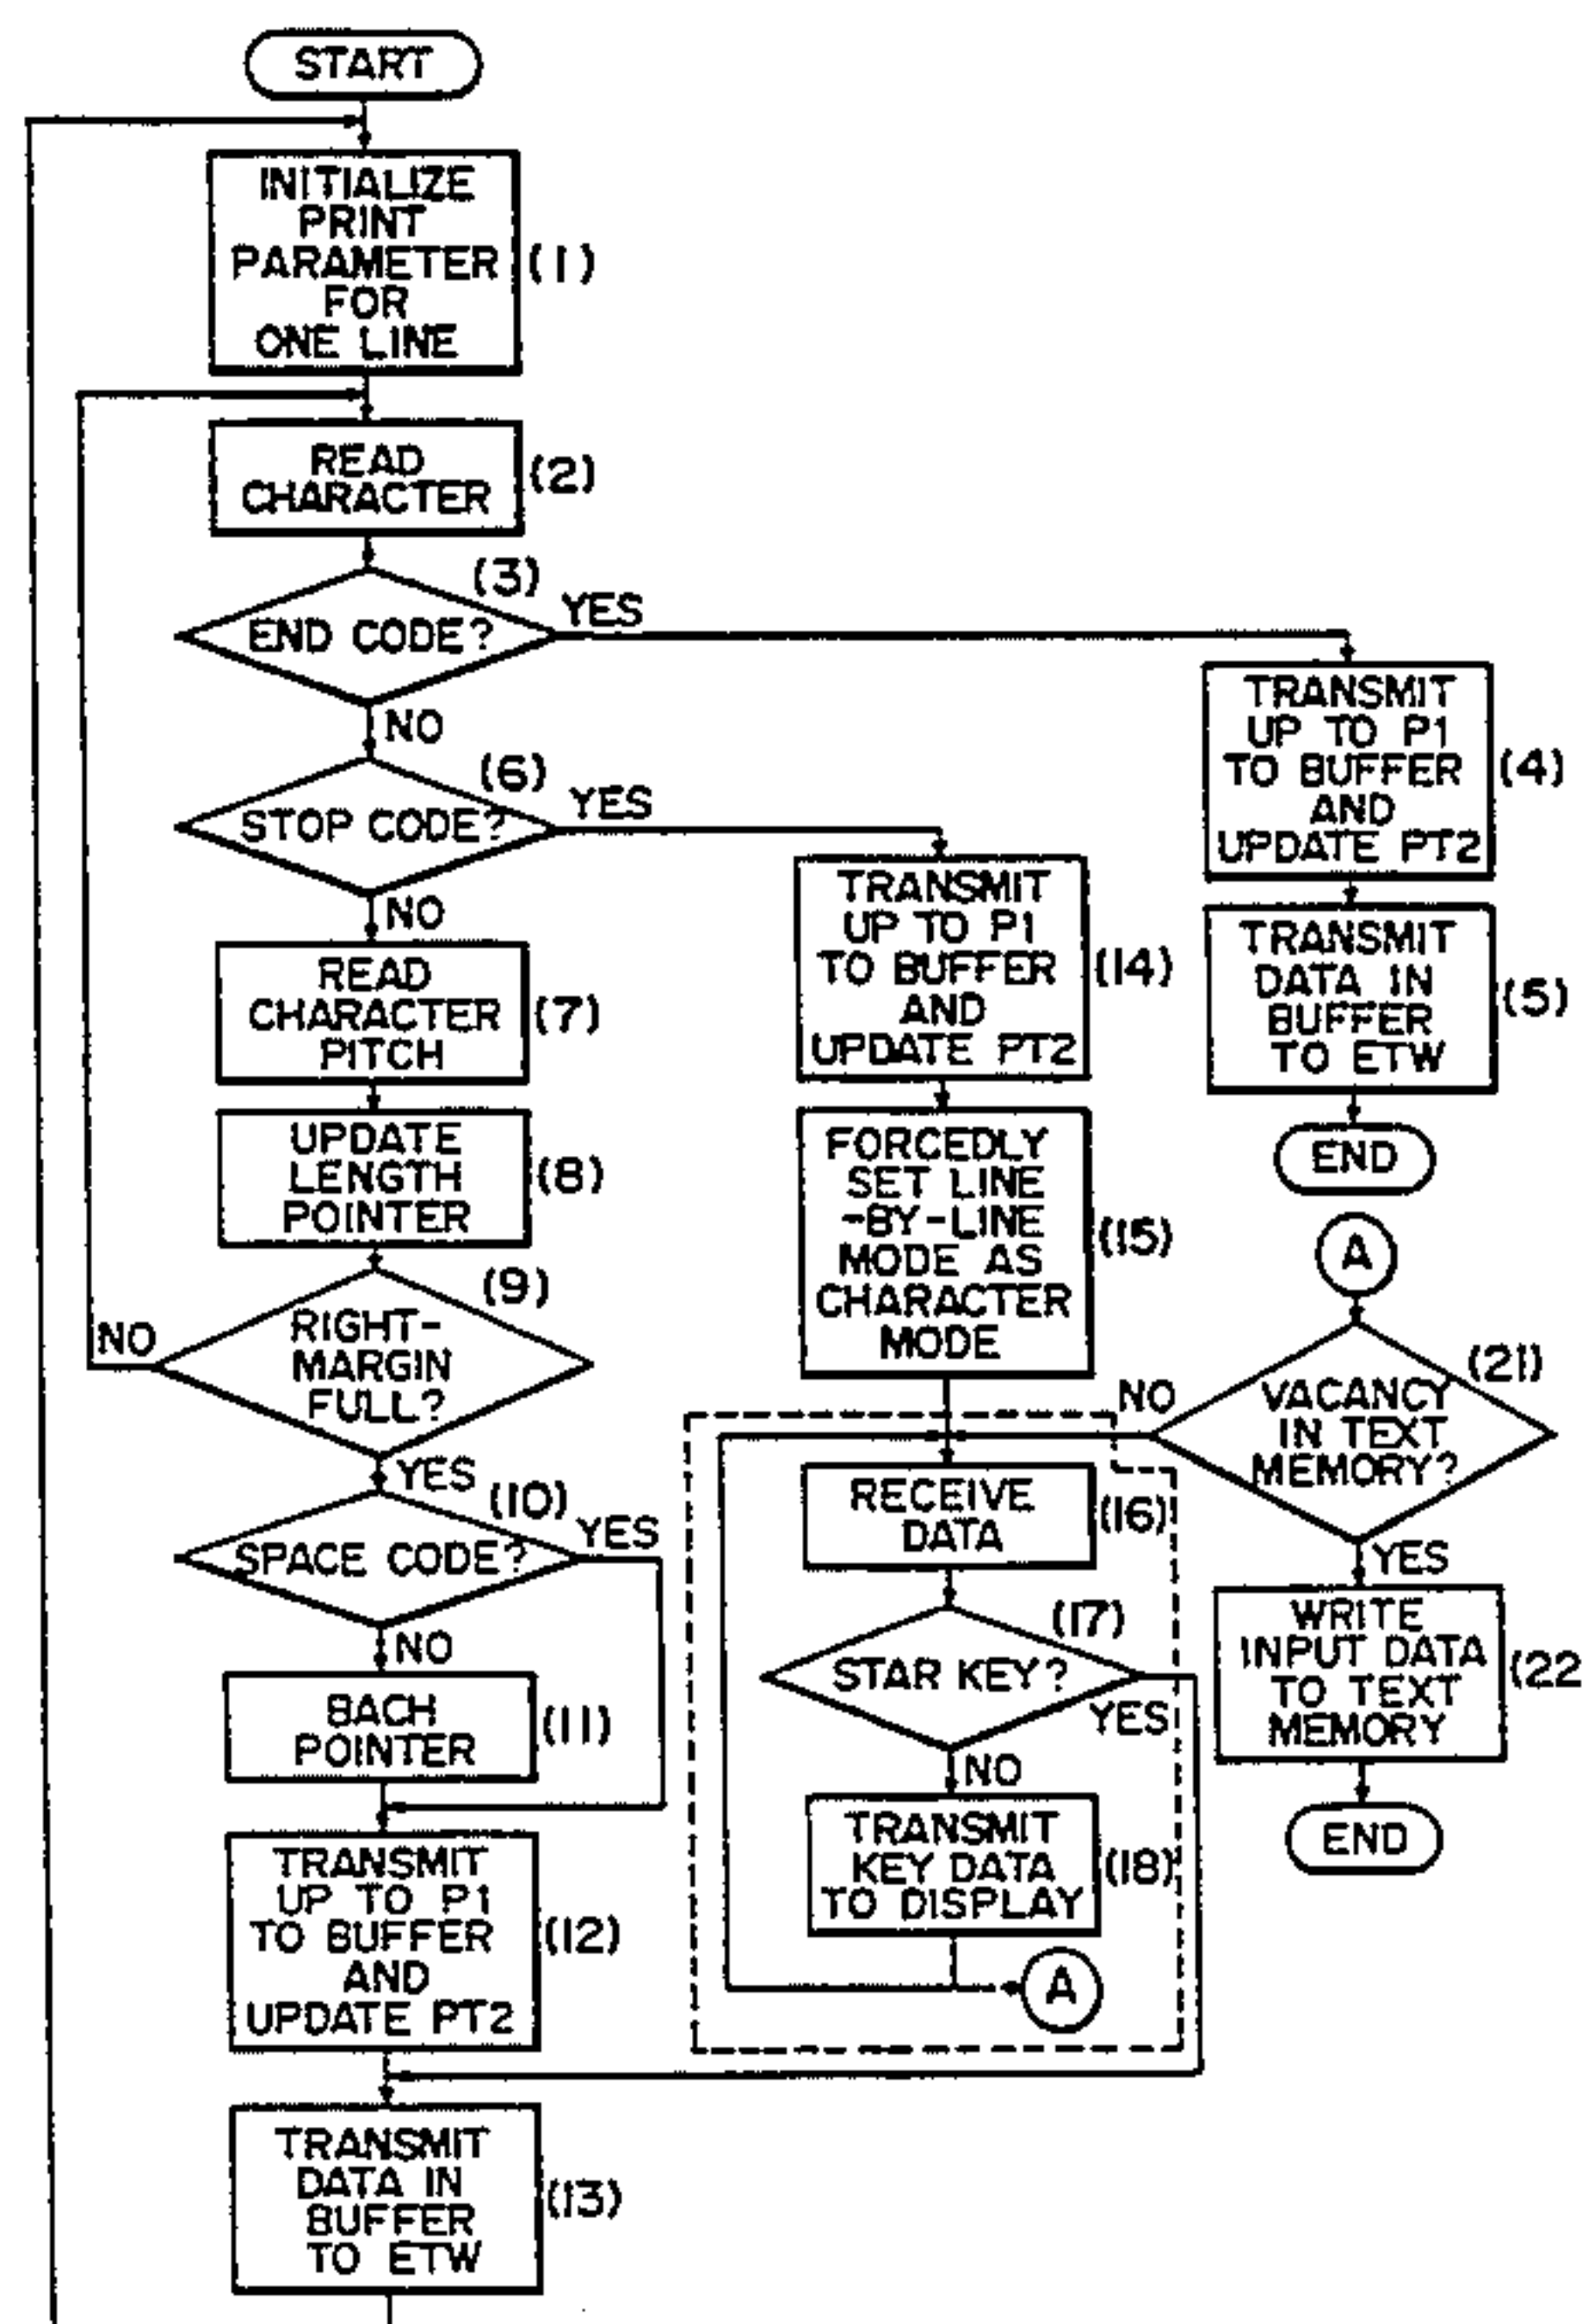 START
INITIALIZE
PRINT
PARAMETER
FOR
ONE LINE
(1)
READ
CHARACTER
(2)
END CODE?
(3)
YES
NO
TRANSMIT
UP TO P1
TO BUFFER
AND
UPDATE PT2
(4)
TRANSMIT
DATA IN
BUFFER
TO ETW
(5)
END
STOP CODE?
(6)
YES
NO
READ
CHARACTER
PITCH
(7)
UPDATE
LENGTH
POINTER
(8)
RIGHT-
MARGIN
FULL?
(9)
NO
YES
SPACE CODE?
(10)
YES
NO
BACH
POINTER
(11)
TRANSMIT
UP TO P1
TO BUFFER
AND
UPDATE PT2
(12)
TRANSMIT
DATA IN
BUFFER
TO ETW
(13)
TRANSMIT
UP TO P1
TO BUFFER
AND
UPDATE PT2
(14)
FORCEDLY
SET LINE
-BY-LINE
MODE AS
CHARACTER
MODE
(15)
RECEIVE
DATA
(16)
STAR KEY?
(17)
YES
NO
TRANSMIT
KEY DATA
TO DISPLAY
(18)
A
A
VACANCY
IN TEXT
MEMORY?
(21)
NO
YES
WRITE
INPUT DATA
TO TEXT
MEMORY
(22
END